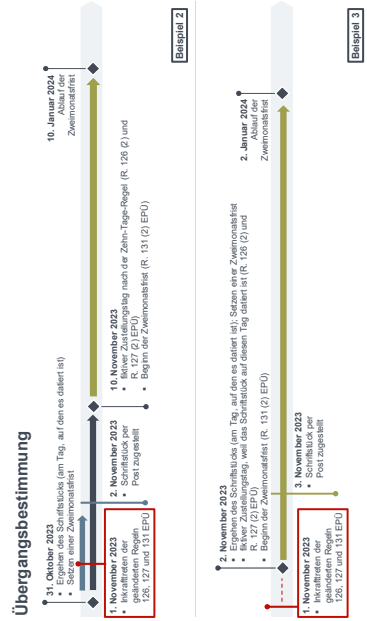 Übergangsbestimmung
31. Oktober 2023
• Ergehen des Schriftstücks (am Tag, auf den es datiert ist)
• Setzen einer Zweimonatsfrist
10. Januar 2024
Ablauf der
Zweimonatsfrist
1. November 2023
• Inkrafttreten der
geänderten Regeln
126, 127 und 131 EPÜ
2. November 2023
• Schriftstück per
Post zugestellt
10. November 2023
• fiktiver Zustellungstag nach der Zehn-Tage-Regel (R. 126 (2) und
R. 127 (2) EPÜ)
• Beginn der Zweimonatsfrist (R. 131 (2) EPÜ)
Beispiel 2
2. November 2023
• Ergehen des Schriftstücks (am Tag, auf den es datiert ist); Setzen einer Zweimonatsfrist
• fiktiver Zustellungstag, weil das Schriftstück auf diesen Tag datiert ist (R. 126 (2) und
R. 127 (2) EPÜ)
• Beginn der Zweimonatsfrist (R. 131 (2) EPÜ)
2. Januar 2024
Ablauf der
Zweimonatsfrist
1. November 2023
• Inkrafttreten der
geänderten Regeln
126, 127 und 131 EPÜ
3. November 2023
• Schriftstück per
Post zugestellt
Beispiel 3